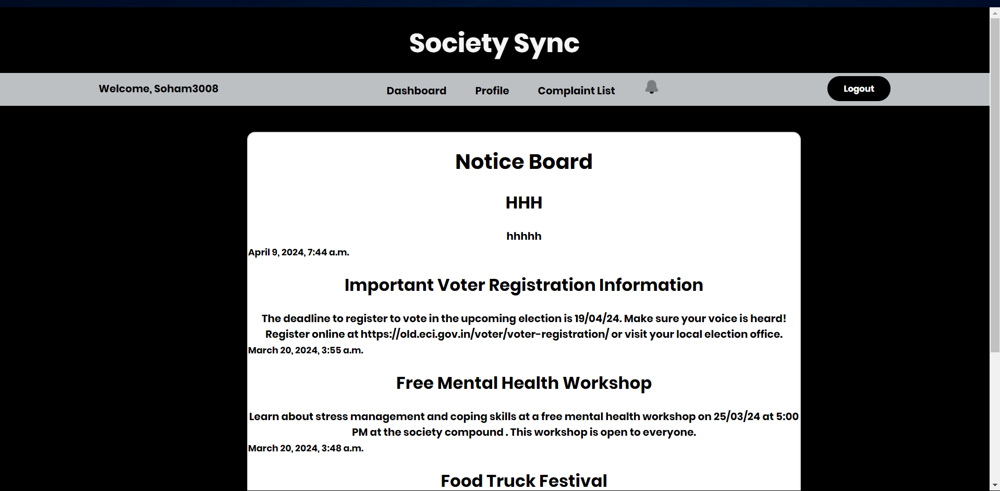 Society Sync
Welcome, Soham3008
Dashboard
Profile
Complaint List
Logout
Notice Board
HHH
hhhhh
April 9, 2024, 7:44 a.m.
Important Voter Registration Information
The deadline to register to vote in the upcoming election is 19/04/24. Make sure your voice is heard!
Register online at https://old.eci.gov.in/voter/voter-registration/ or visit your local election office.
March 20, 2024, 3:55 a.m.
Free Mental Health Workshop
Learn about stress management and coping skills at a free mental health workshop on 25/03/24 at 5:00
PM at the society compound . This workshop is open to everyone.
March 20, 2024, 3:48 a.m.
Food Truck Festival